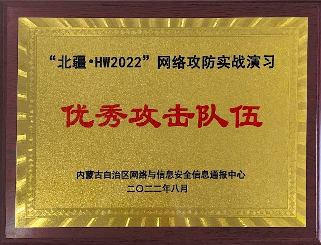 “北疆·HW2022”网络攻防实战演习
优秀攻击队伍
内蒙古自治区网络与信息安全信息通报中心
二〇二二年八月